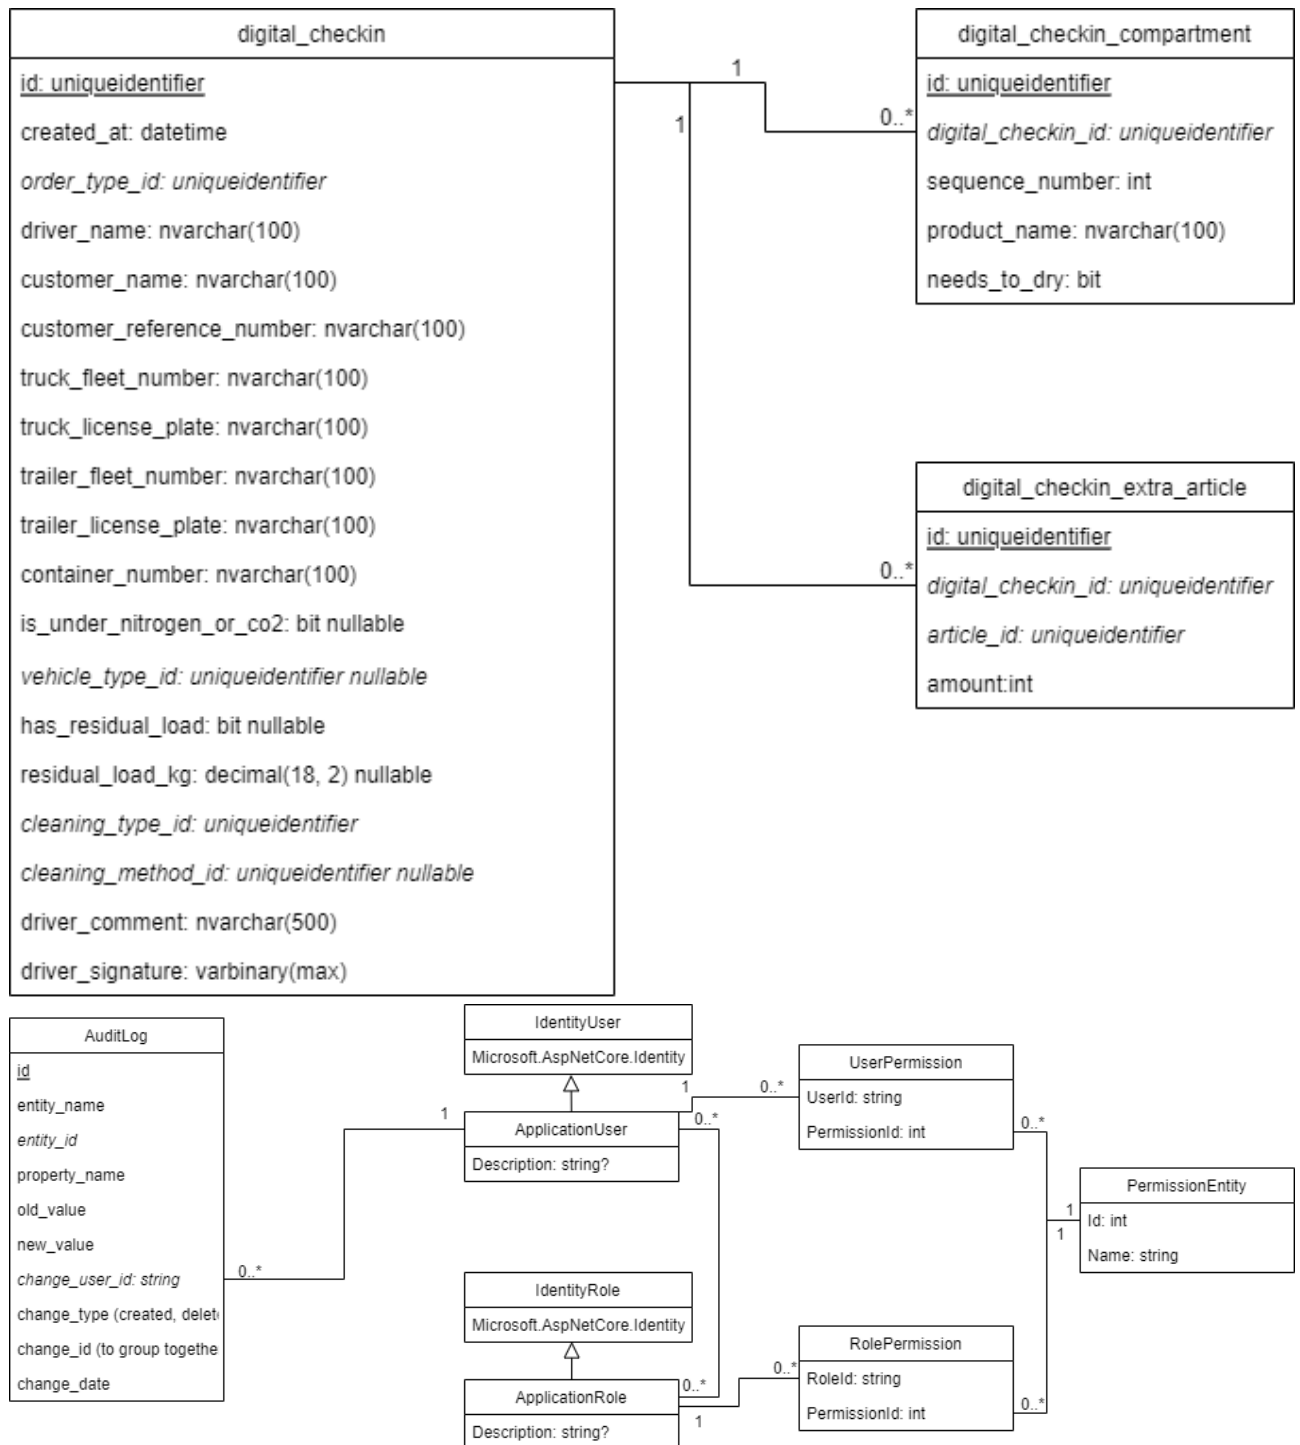 digital_checkin
id: uniqueidentifier
created_at: datetime
order_type_id: uniqueidentifier
driver_name: nvarchar(100)
customer_name: nvarchar(100)
customer_reference_number: nvarchar(100)
truck_fleet_number: nvarchar(100)
truck_license_plate: nvarchar(100)
trailer_fleet_number: nvarchar(100)
trailer_license_plate: nvarchar(100)
container_number: nvarchar(100)
is_under_nitrogen_or_co2: bit nullable
vehicle_type_id: uniqueidentifier nullable
has_residual_load: bit nullable
residual_load_kg: decimal(18, 2) nullable
cleaning_type_id: uniqueidentifier
cleaning_method_id: uniqueidentifier nullable
driver_comment: nvarchar(500)
driver_signature: varbinary(max)
1
0..*
1
0..*
digital_checkin_compartment
id: uniqueidentifier
digital_checkin_id: uniqueidentifier
sequence_number: int
product_name: nvarchar(100)
needs_to_dry: bit
digital_checkin_extra_article
id: uniqueidentifier
digital_checkin_id: uniqueidentifier
article_id: uniqueidentifier
amount:int
AuditLog
id
entity_name
entity_id
property_name
old_value
new_value
change_user_id: string
change_type (created, delet
change_id (to group togethe
change_date
0..*
1
IdentityUser
Microsoft.AspNetCore.Identity
ApplicationUser
Description: string?
1
0..*
0..*
IdentityRole
Microsoft.AspNetCore.Identity
ApplicationRole
Description: string?
0..*
1
0..*
UserPermission
UserId: string
PermissionId: int
0..*
RolePermission
RoleId: string
PermissionId: int
0..*
1
1
PermissionEntity
Id: int
Name: string